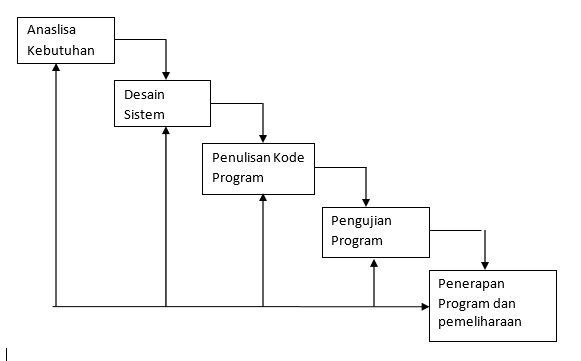 Anaslisa
Kebutuhan
Desain
Sistem
Penulisan Kode
Program
Pengujian
Program
Penerapan
Program dan
pemeliharaan